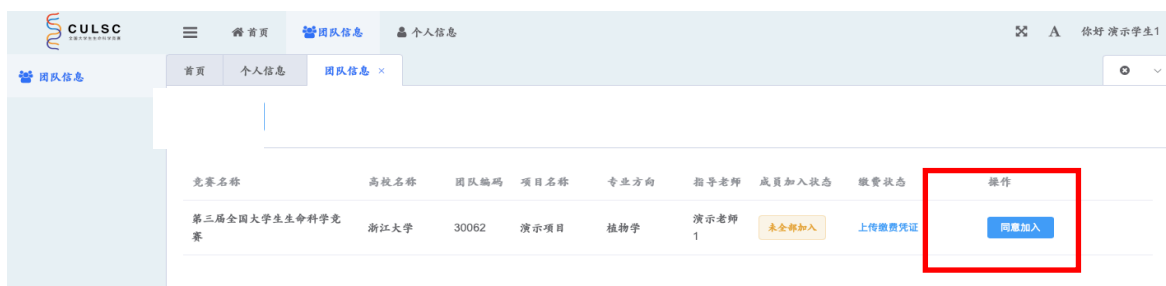 CULSC
首页
团队信息
个人信息
A
你好 演示学生1
团队信息
首页
个人信息
团队信息 ×
竞赛名称 高校名称 团队编码 项目名称 专业方向 指导老师 成员加入状态 缴费状态 操作
第三届全国大学生生命科学竞
赛
浙江大学
30062
演示项目
植物学
演示老师
1
未全部加入
上传缴费凭证
同意加入